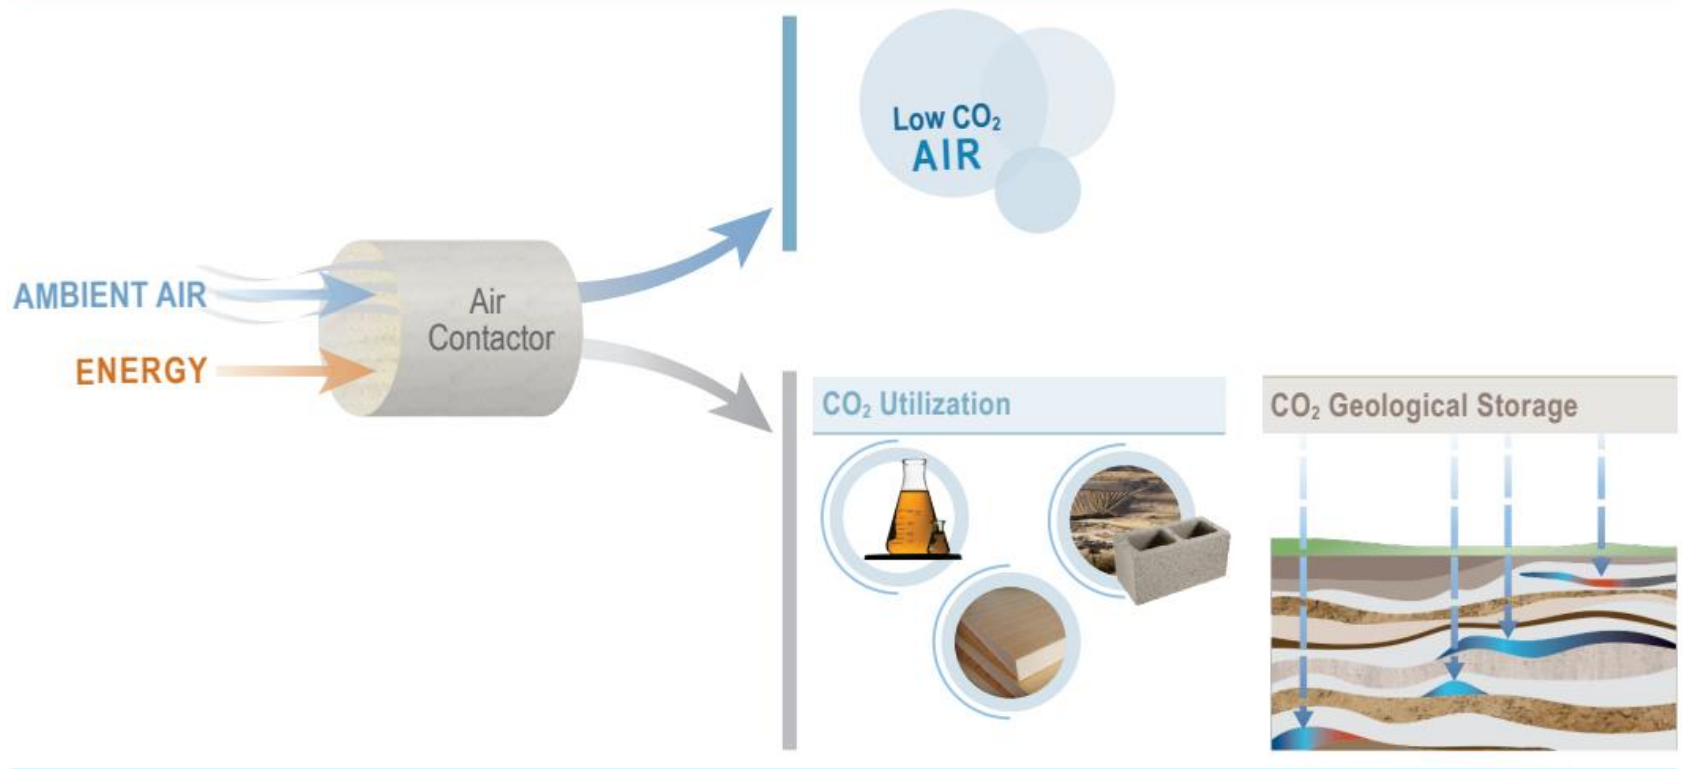 Low CO₂
AIR
AMBIENT AIR
ENERGY
Air
Contactor
CO₂ Utilization
CO₂ Geological Storage